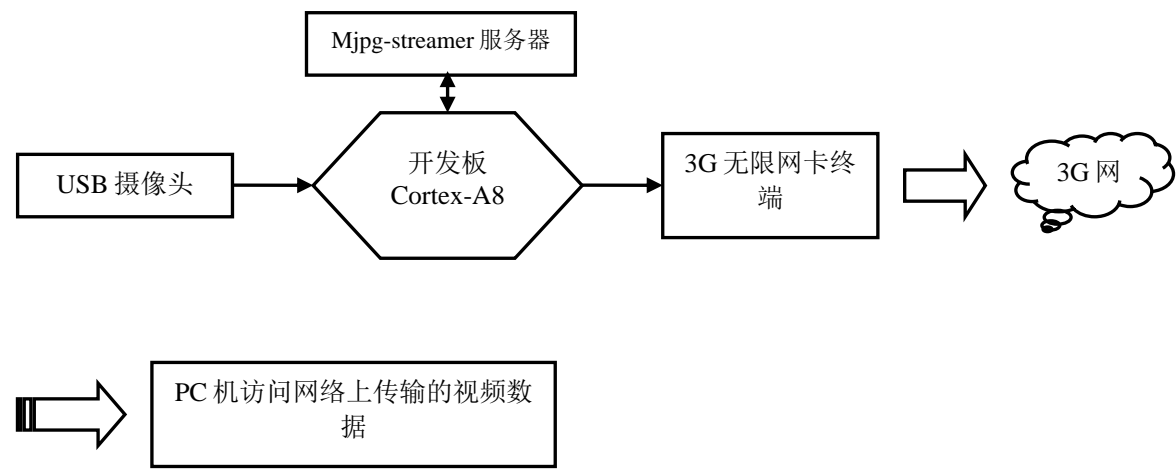 Mjpg-streamer 服务器
USB 摄像头
开发板
Cortex-A8
3G 无限网卡终
端
3G 网
PC 机访问网络上传输的视频数
据